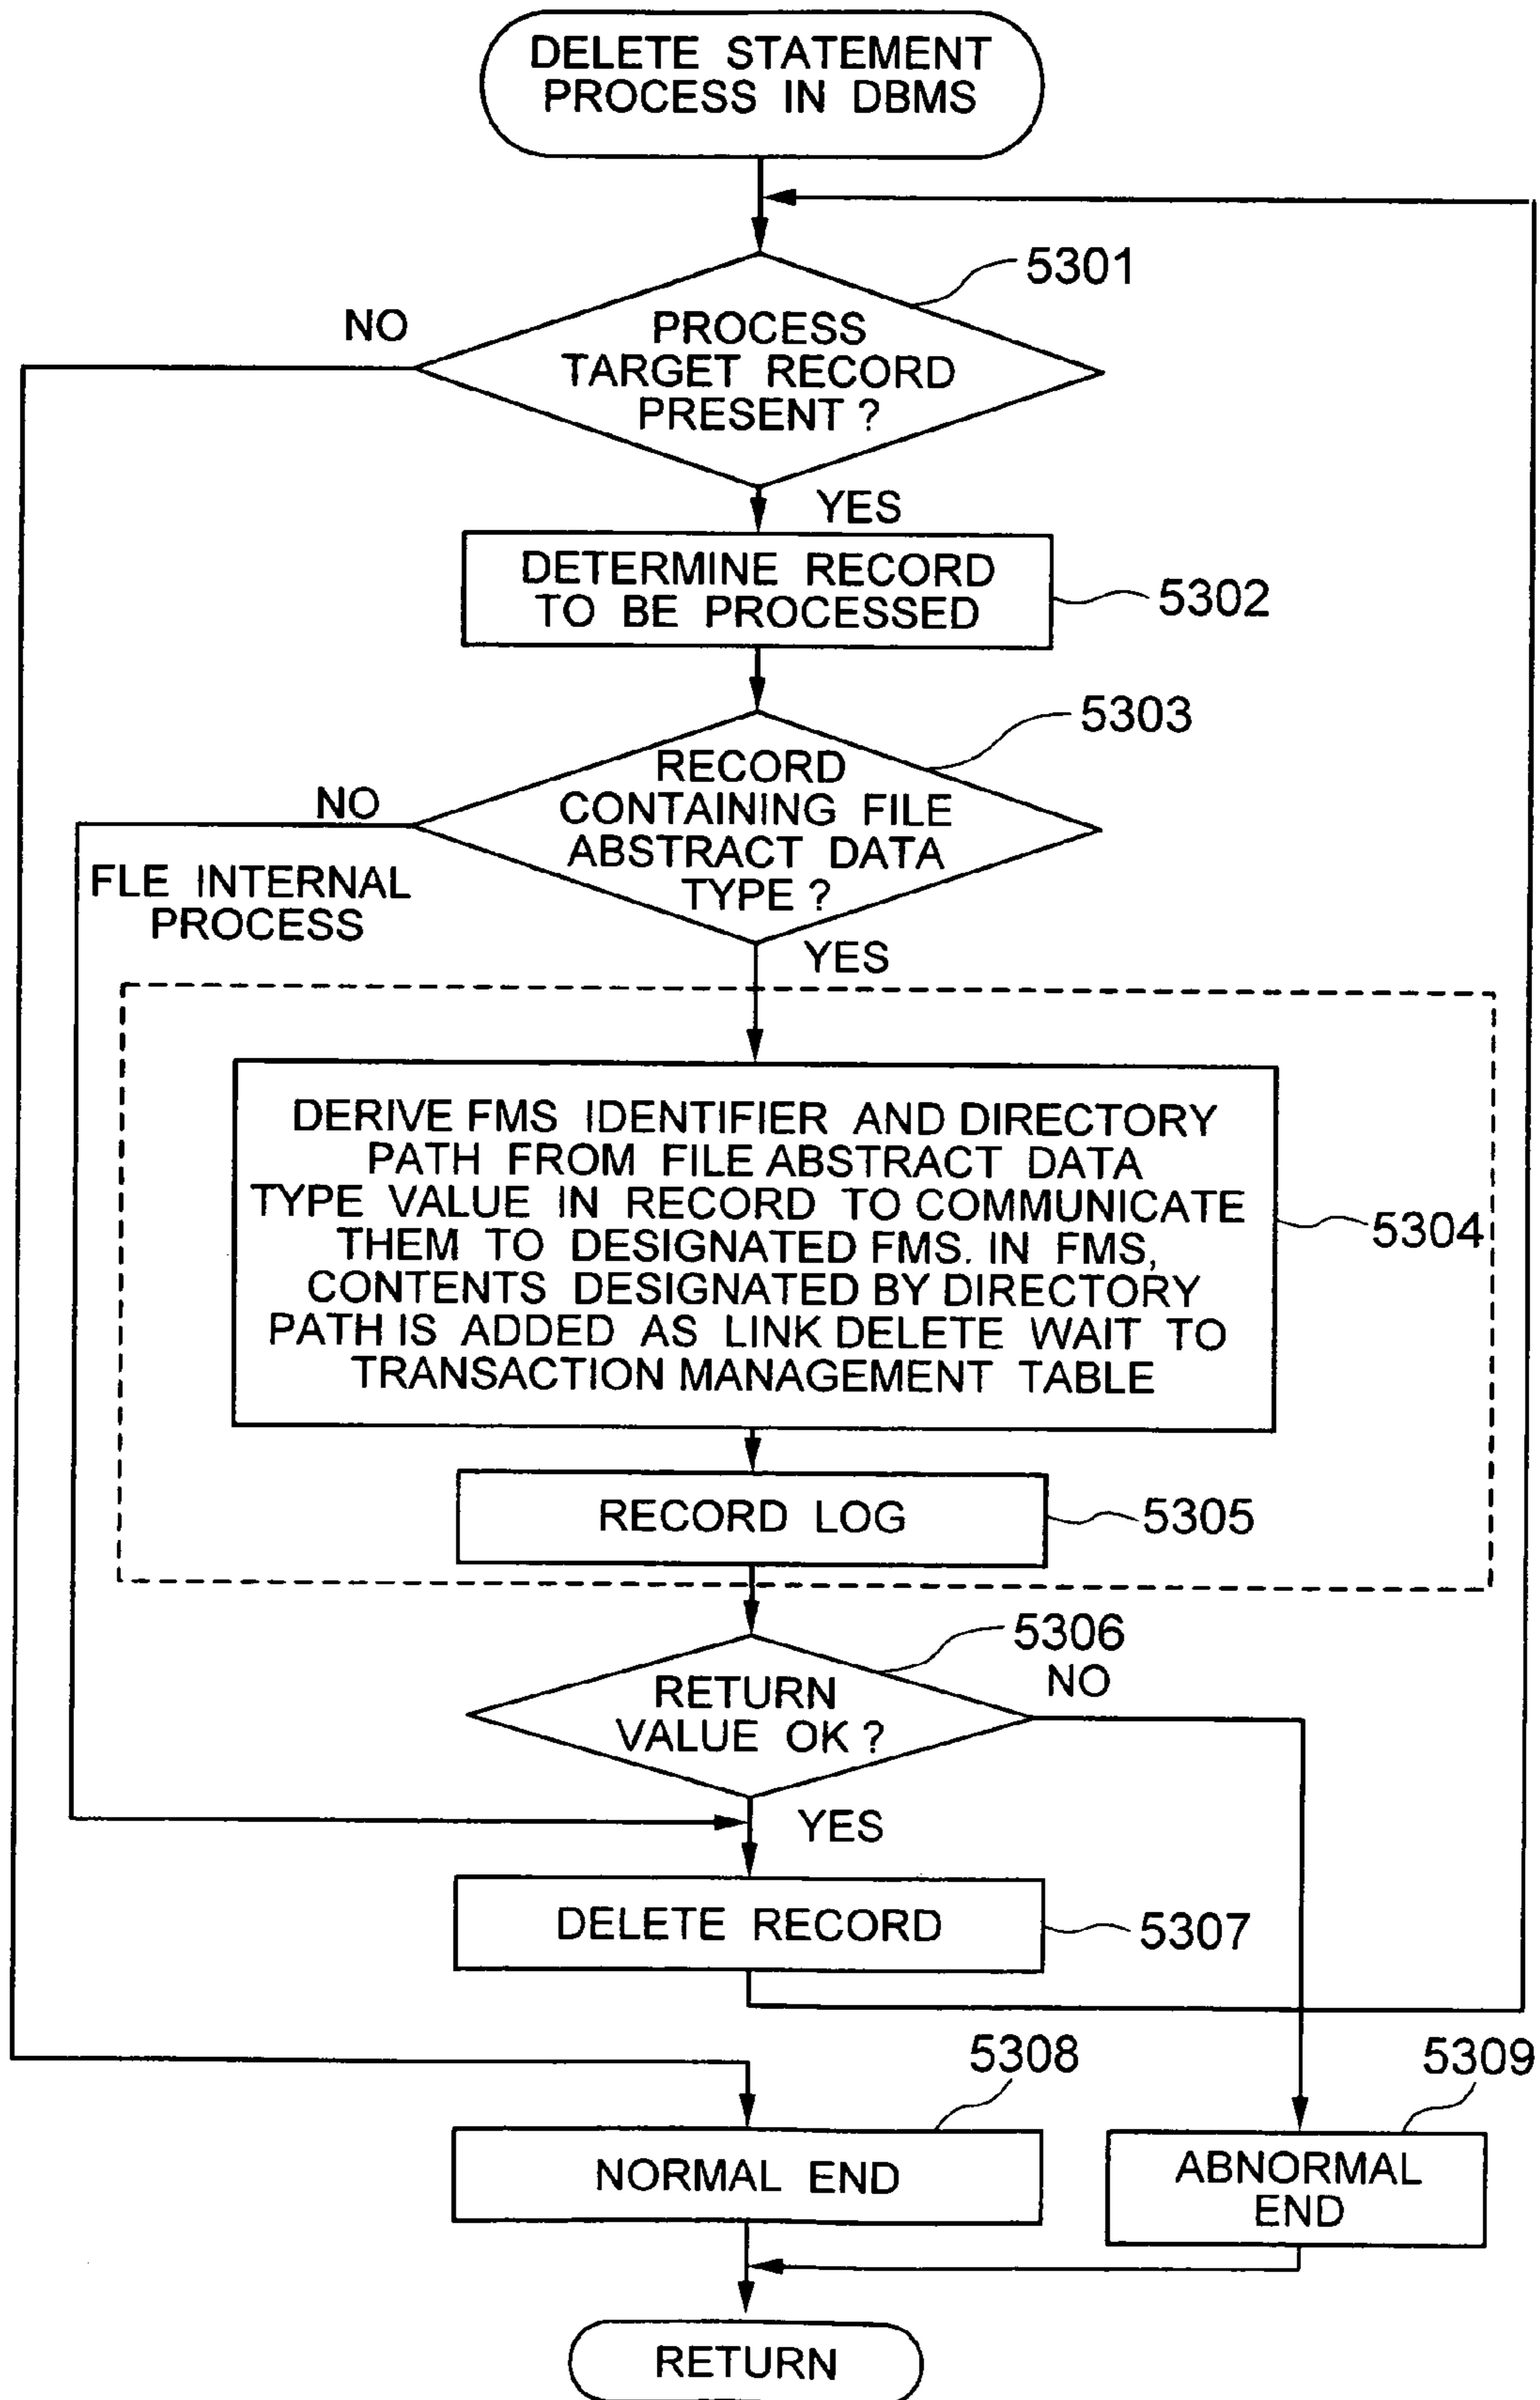 DELETE STATEMENT
PROCESS IN DBMS
5301
NO
PROCESS
TARGET RECORD
PRESENT ?
YES
DETERMINE RECORD
TO BE PROCESSED
5302
5303
NO
RECORD
CONTAINING FILE
ABSTRACT DATA
TYPE ?
FLE INTERNAL
PROCESS
YES
DERIVE FMS IDENTIFIER AND DIRECTORY
PATH FROM FILE ABSTRACT DATA
TYPE VALUE IN RECORD TO COMMUNICATE
THEM TO DESIGNATED FMS. IN FMS,
CONTENTS DESIGNATED BY DIRECTORY
PATH IS ADDED AS LINK DELETE WAIT TO
TRANSACTION MANAGEMENT TABLE
5304
RECORD LOG
5305
5306
NO
RETURN
VALUE OK ?
YES
DELETE RECORD
5307
5308
5309
NORMAL END
ABNORMAL
END
RETURN